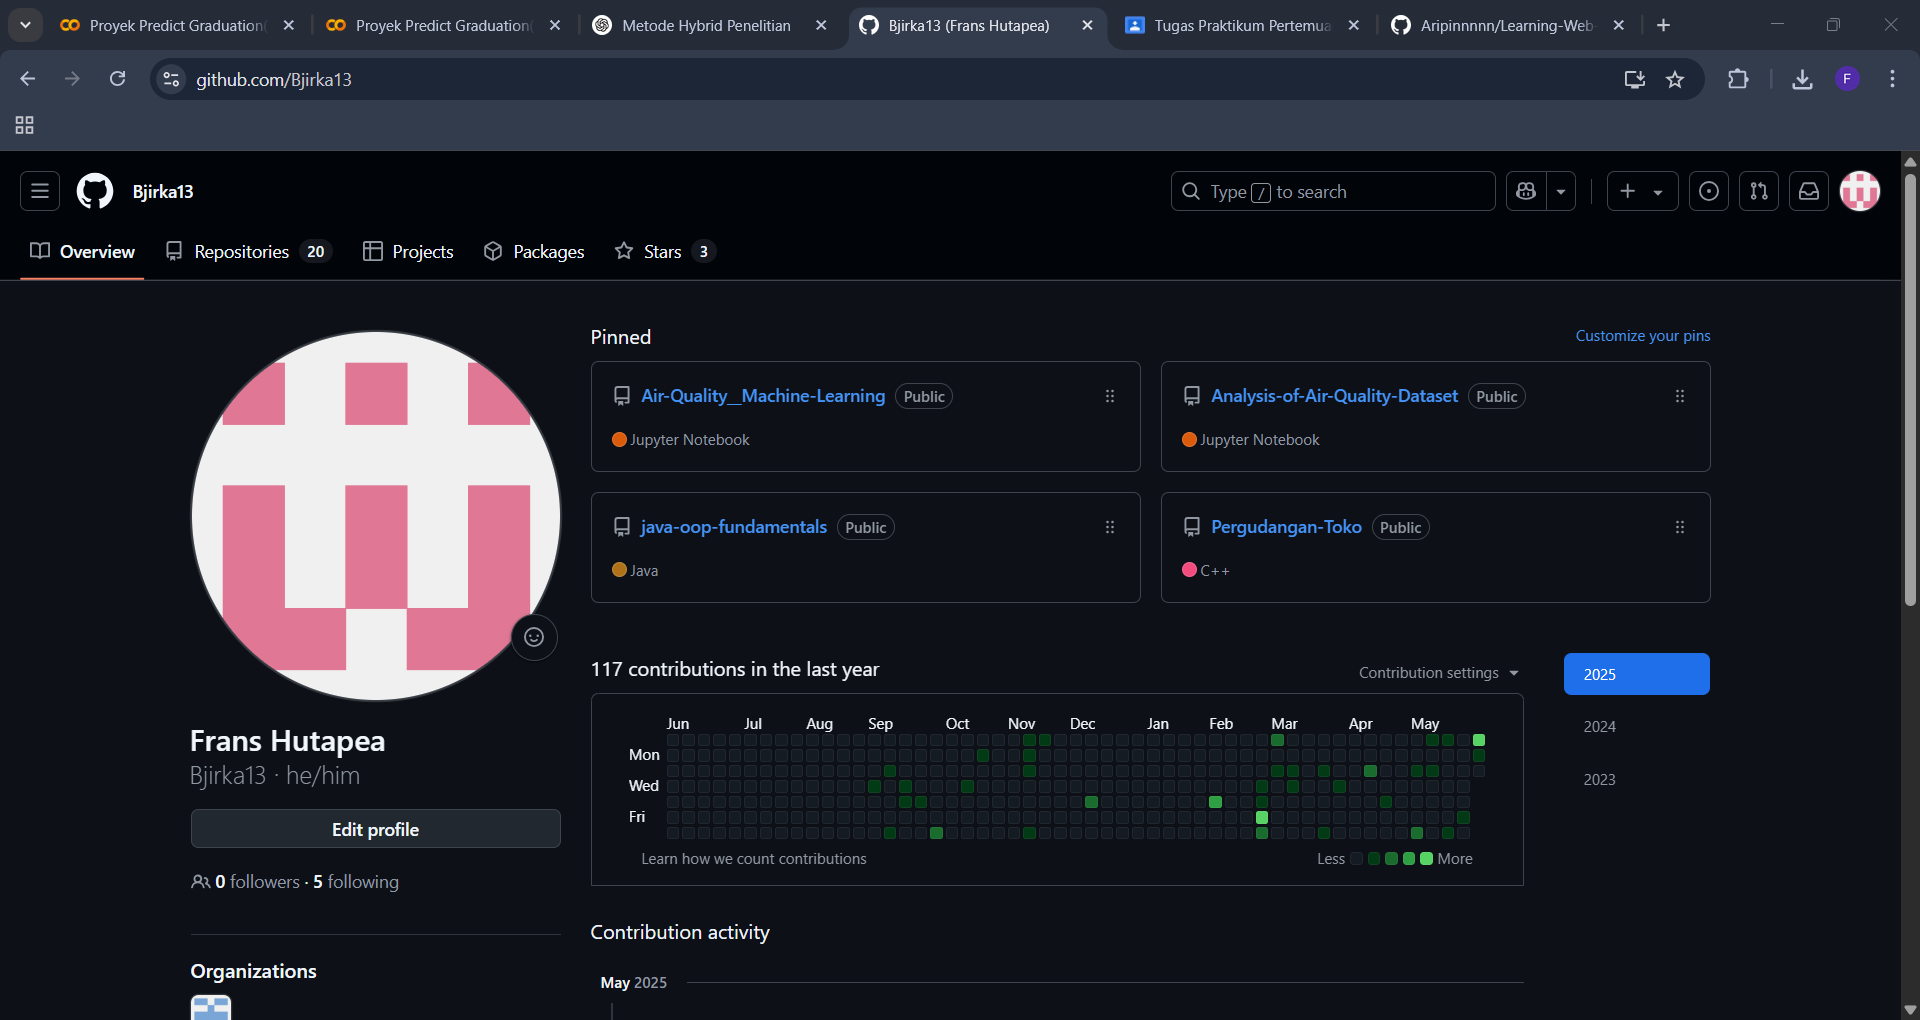 Proyek Predict Graduation(
Proyek Predict Graduation(
Metode Hybrid Penelitian
Bjirka13 (Frans Hutapea)
Tugas Praktikum Pertemua
Aripinnnnn/Learning-Web-
github.com/Bjirka13
F
Bjirka13
Type / to search
Overview
Repositories 20
Projects
Packages
Stars 3
Pinned
Customize your pins
Air-Quality__Machine-Learning Public
Jupyter Notebook
Analysis-of-Air-Quality-Dataset Public
Jupyter Notebook
java-oop-fundamentals Public
Java
Pergudangan-Toko Public
C++
Frans Hutapea
Bjirka13 · he/him
Edit profile
0 followers · 5 following
Organizations
117 contributions in the last year
Contribution settings
2025
2024
2023
Jun Jul Aug Sep Oct Nov Dec Jan Feb Mar Apr May
Mon
Wed
Fri
Learn how we count contributions
Less More
Contribution activity
May 2025